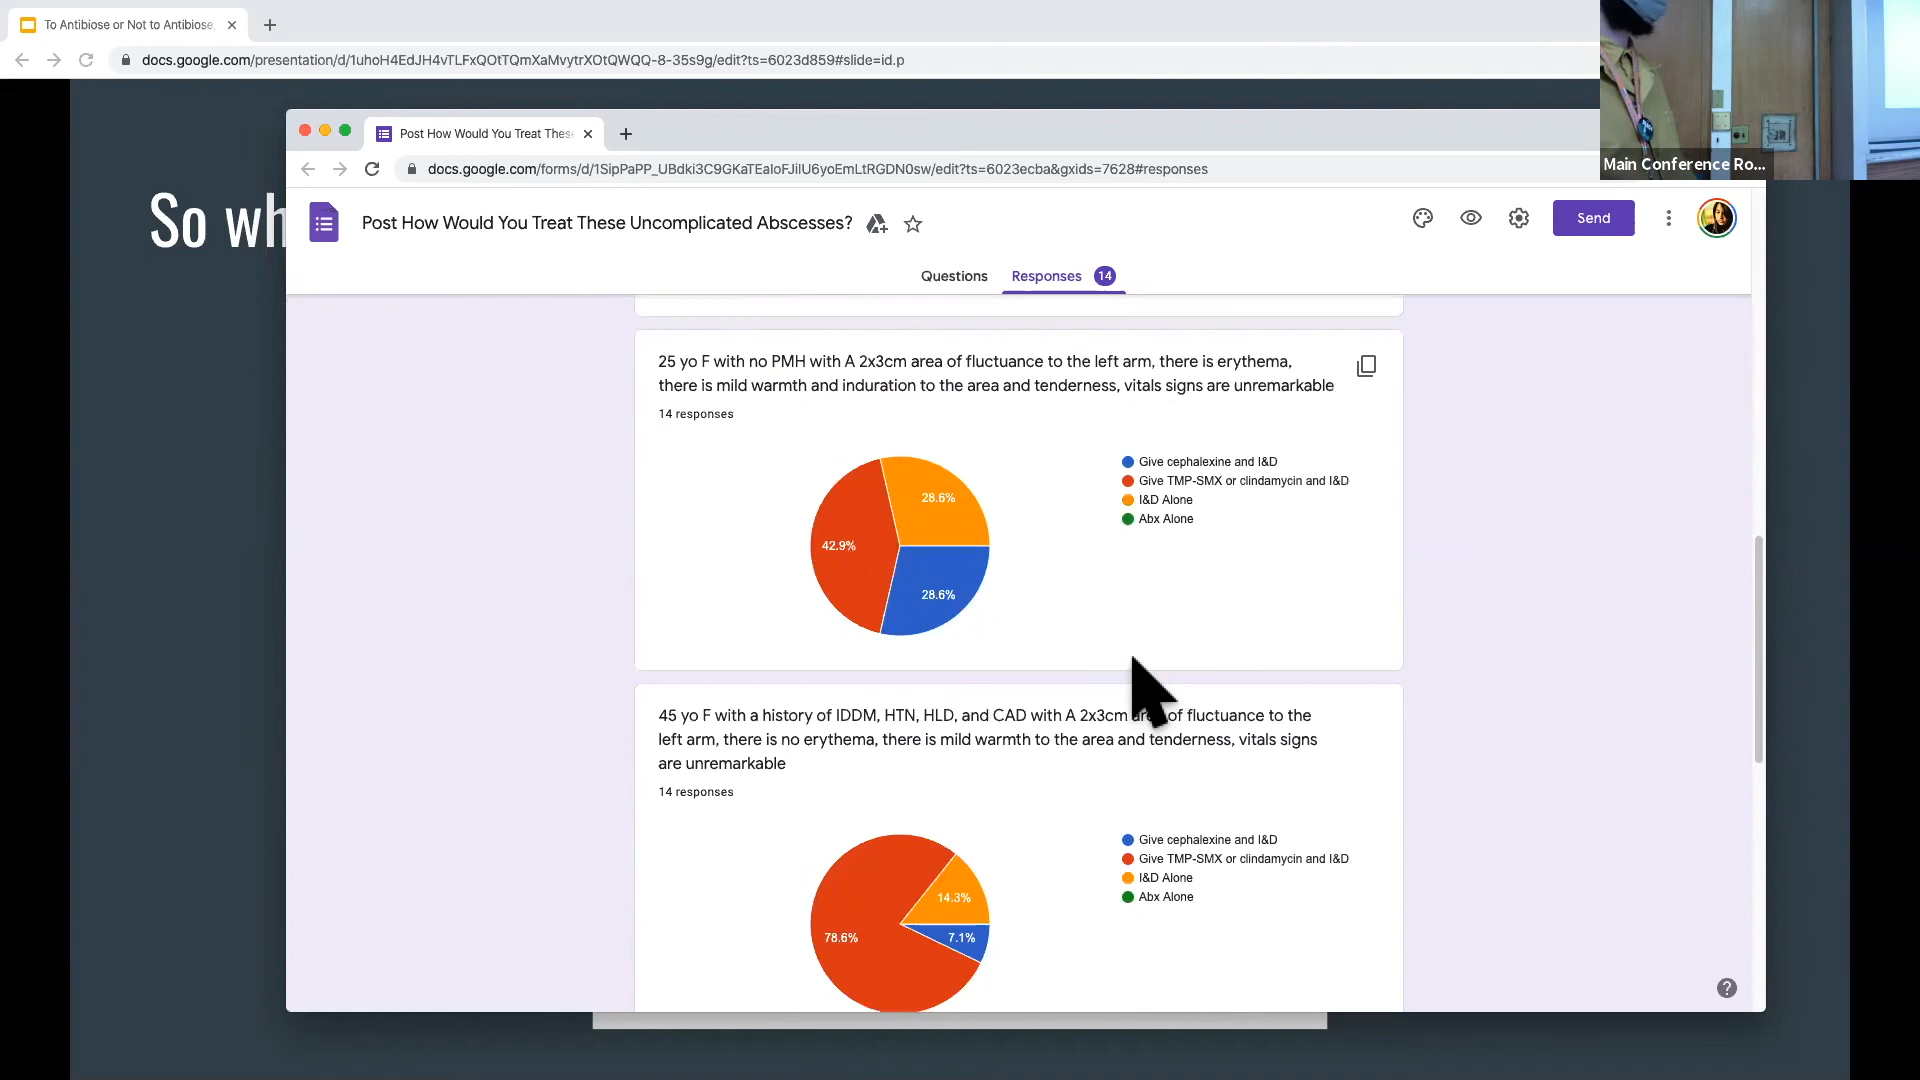 To Antibiose or Not to Antibiose,
docs.google.com/presentation/d/1uhoH4EdJH4vTLFxQOtTQmXaMvytrXOtQWQQ-8-35s9g/edit?ts=6023d859#slide=id.p
Main Conference Ro...
Post How Would You Treat These
docs.google.com/forms/d/1SipPaPP_UBdki3C9GKaTEaIoFJiIU6yoEmLtRGDN0sw/edit?ts=6023ecba&gxids=7628#responses
So wh
Post How Would You Treat These Uncomplicated Abscesses?
Send
Questions
Responses 14
25 yo F with no PMH with A 2x3cm area of fluctuance to the left arm, there is erythema,
there is mild warmth and induration to the area and tenderness, vitals signs are unremarkable
14 responses
Give cephalexine and I&D
Give TMP-SMX or clindamycin and I&D
I&D Alone
Abx Alone
28.6%
42.9%
28.6%
45 yo F with a history of IDDM, HTN, HLD, and CAD with A 2x3cm area of fluctuance to the
left arm, there is no erythema, there is mild warmth to the area and tenderness, vitals signs
are unremarkable
14 responses
Give cephalexine and I&D
Give TMP-SMX or clindamycin and I&D
I&D Alone
Abx Alone
14.3%
78.6%
7.1%